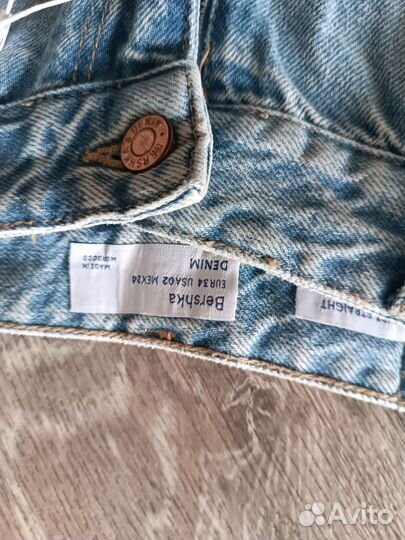 BERSHKA DENIM
Bershka
DENIM
EUR34 USA02 MEX24
MADE IN
MOROCCO
STRAIGHT
Avito